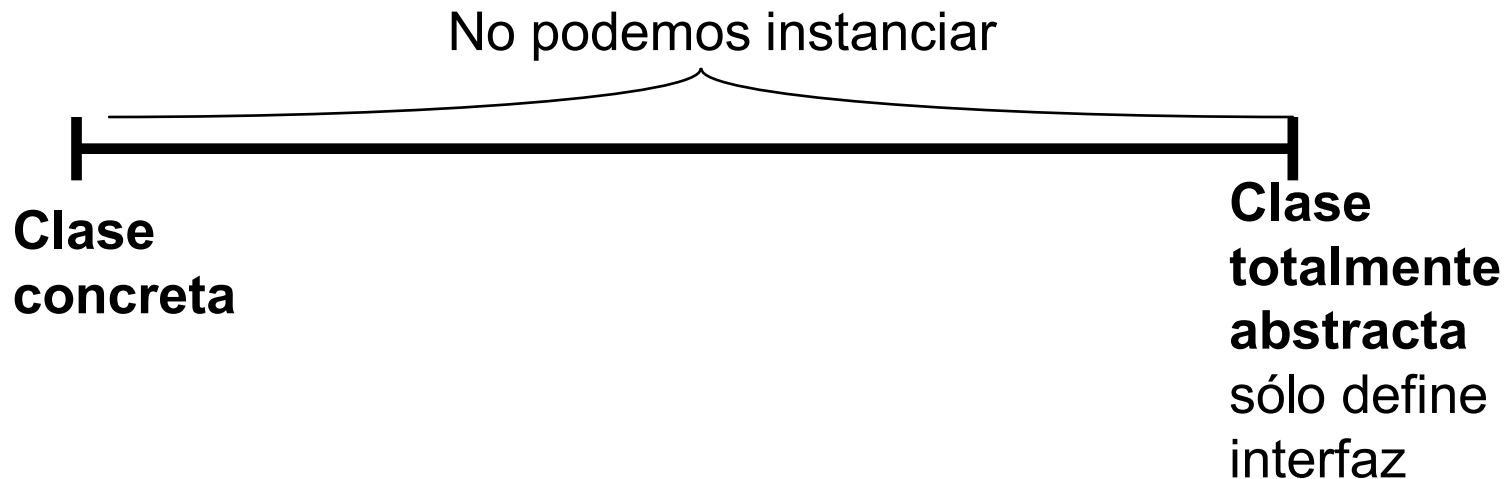 No podemos instanciar
Clase
concreta
Clase
totalmente
abstracta
sólo define
interfaz